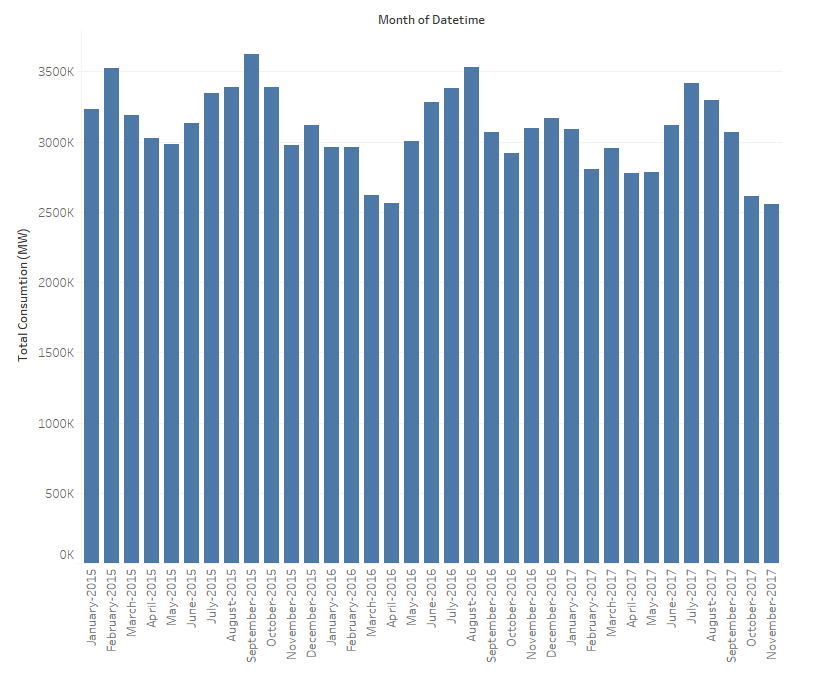 Month of Datetime
Total Consumtion (MW)
3500K
3000K
2500K
2000K
1500K
1000K
500K
0K
January-2015
February-2015
March-2015
April-2015
May-2015
June-2015
July-2015
August-2015
September-2015
October-2015
November-2015
December-2015
January-2016
February-2016
March-2016
April-2016
May-2016
June-2016
July-2016
August-2016
September-2016
October-2016
November-2016
December-2016
January-2017
February-2017
March-2017
April-2017
May-2017
June-2017
July-2017
August-2017
September-2017
October-2017
November-2017